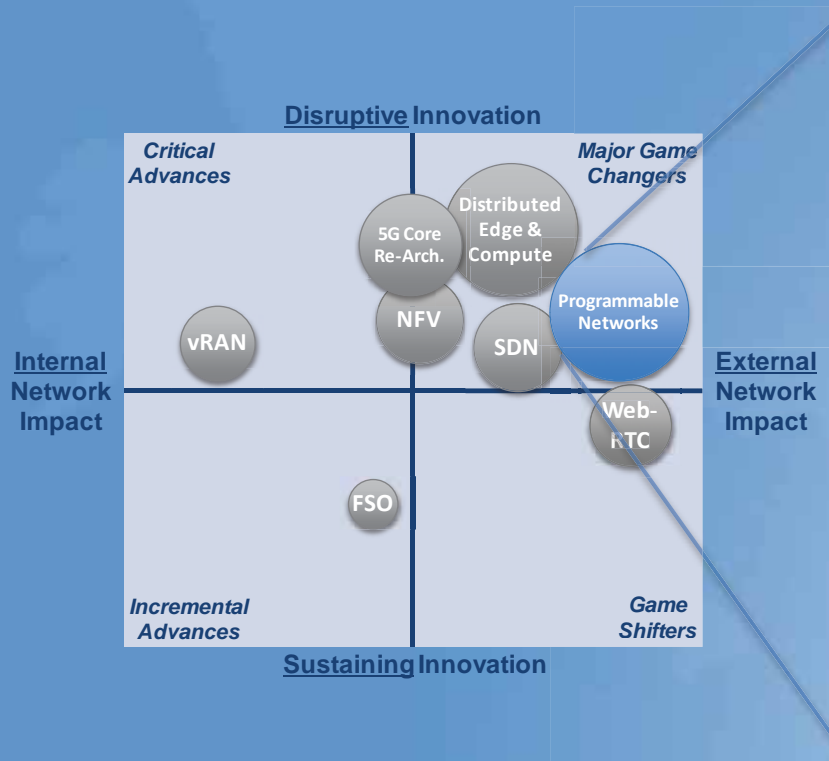 Disruptive Innovation
Critical
Advances
Major Game
Changers
Distributed
Edge &
Compute
5G Core
Re-Arch.
Programmable
Networks
NFV
vRAN
SDN
Internal
Network
Impact
External
Network
Impact
Web-
RTC
FSO
Incremental
Advances
Game
Shifters
Sustaining Innovation